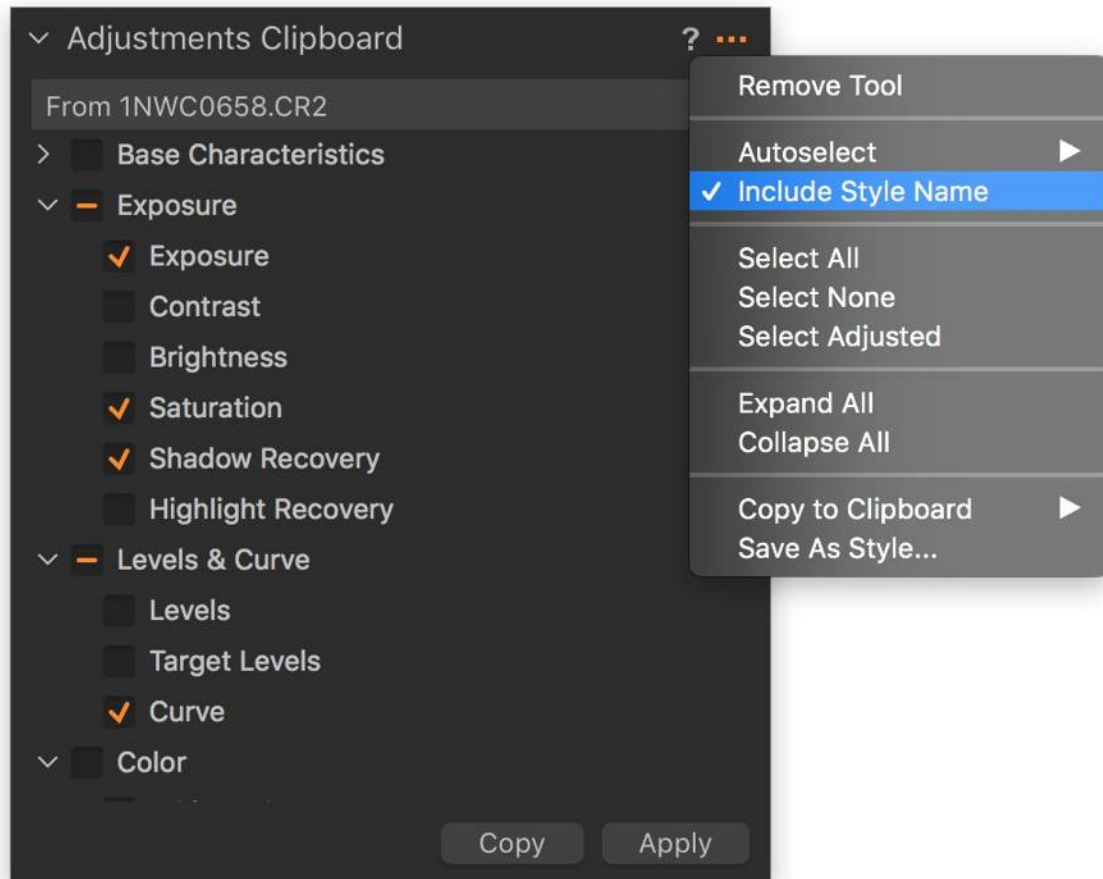 Adjustments Clipboard ? ...
From 1NWC0658.CR2
Base Characteristics
Exposure
Exposure
Contrast
Brightness
Saturation
Shadow Recovery
Highlight Recovery
Levels & Curve
Levels
Target Levels
Curve
Color
Copy Apply
Remove Tool
Autoselect
Include Style Name
Select All
Select None
Select Adjusted
Expand All
Collapse All
Copy to Clipboard
Save As Style...